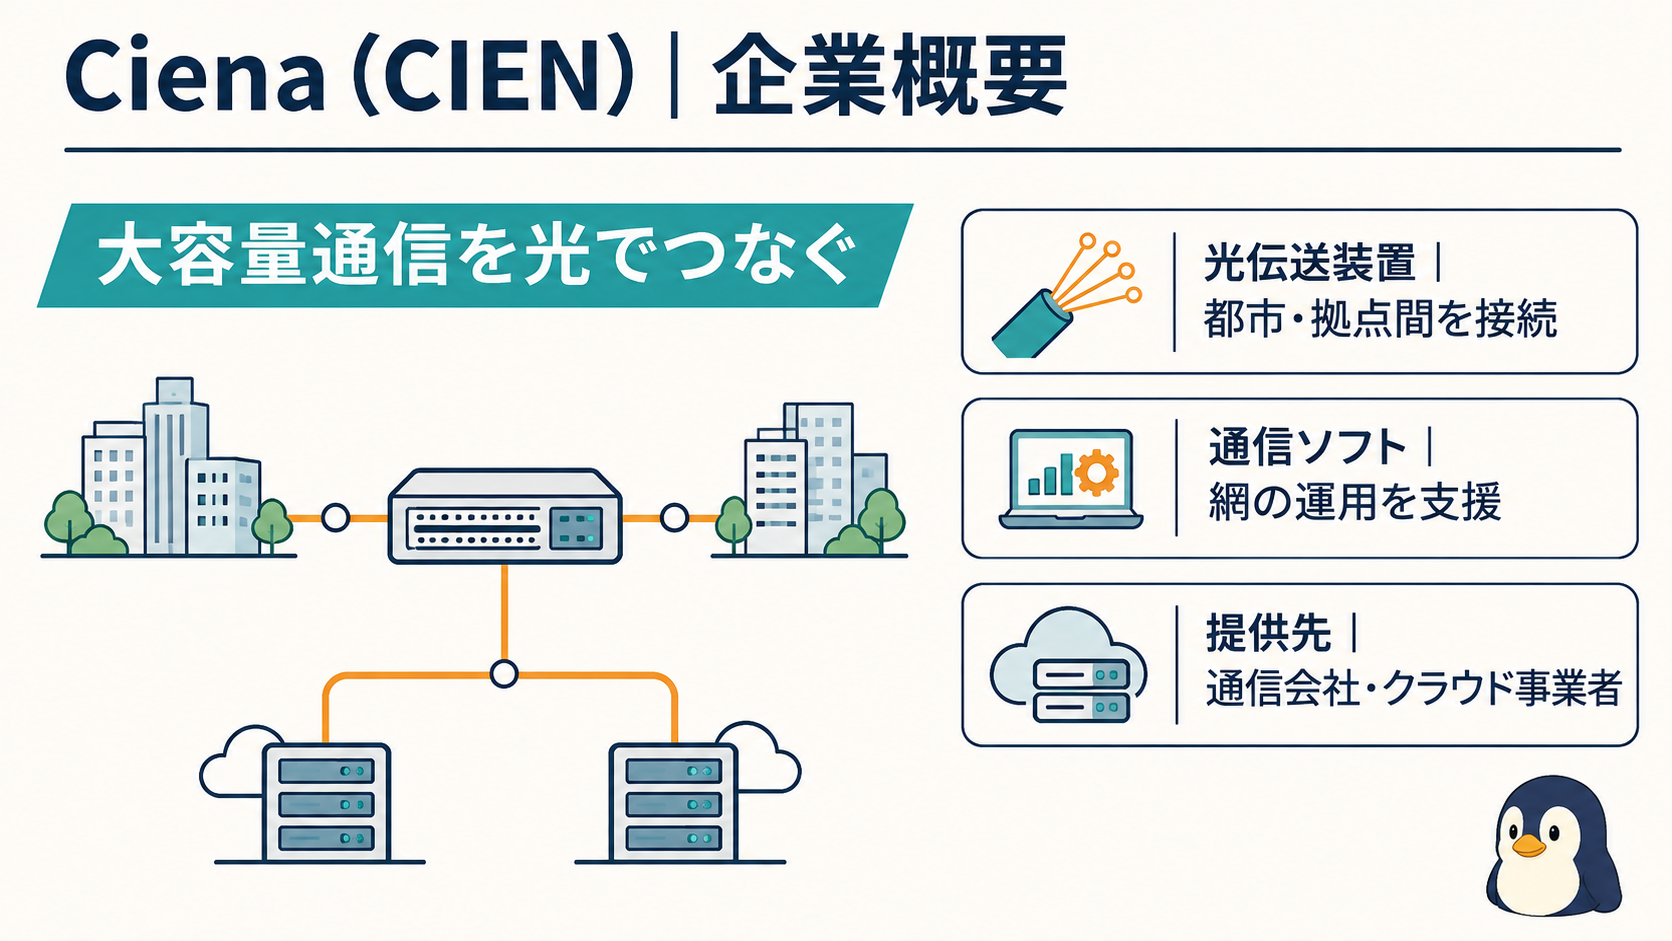 Ciena（CIEN）｜企業概要
大容量通信を光でつなぐ
光伝送装置｜
都市・拠点間を接続
通信ソフト｜
網の運用を支援
提供先｜
通信会社・クラウド事業者